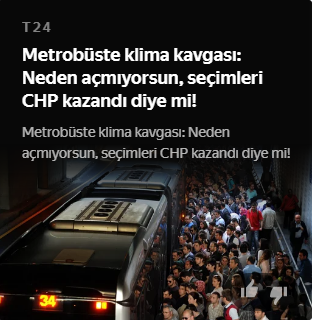 T24
Metrobüste klima kavgası:
Neden açmıyorsun, seçimleri
CHP kazandı diye mi!
Metrobüste klima kavgası: Neden
açmıyorsun, seçimleri CHP kazandı diye mi!
34